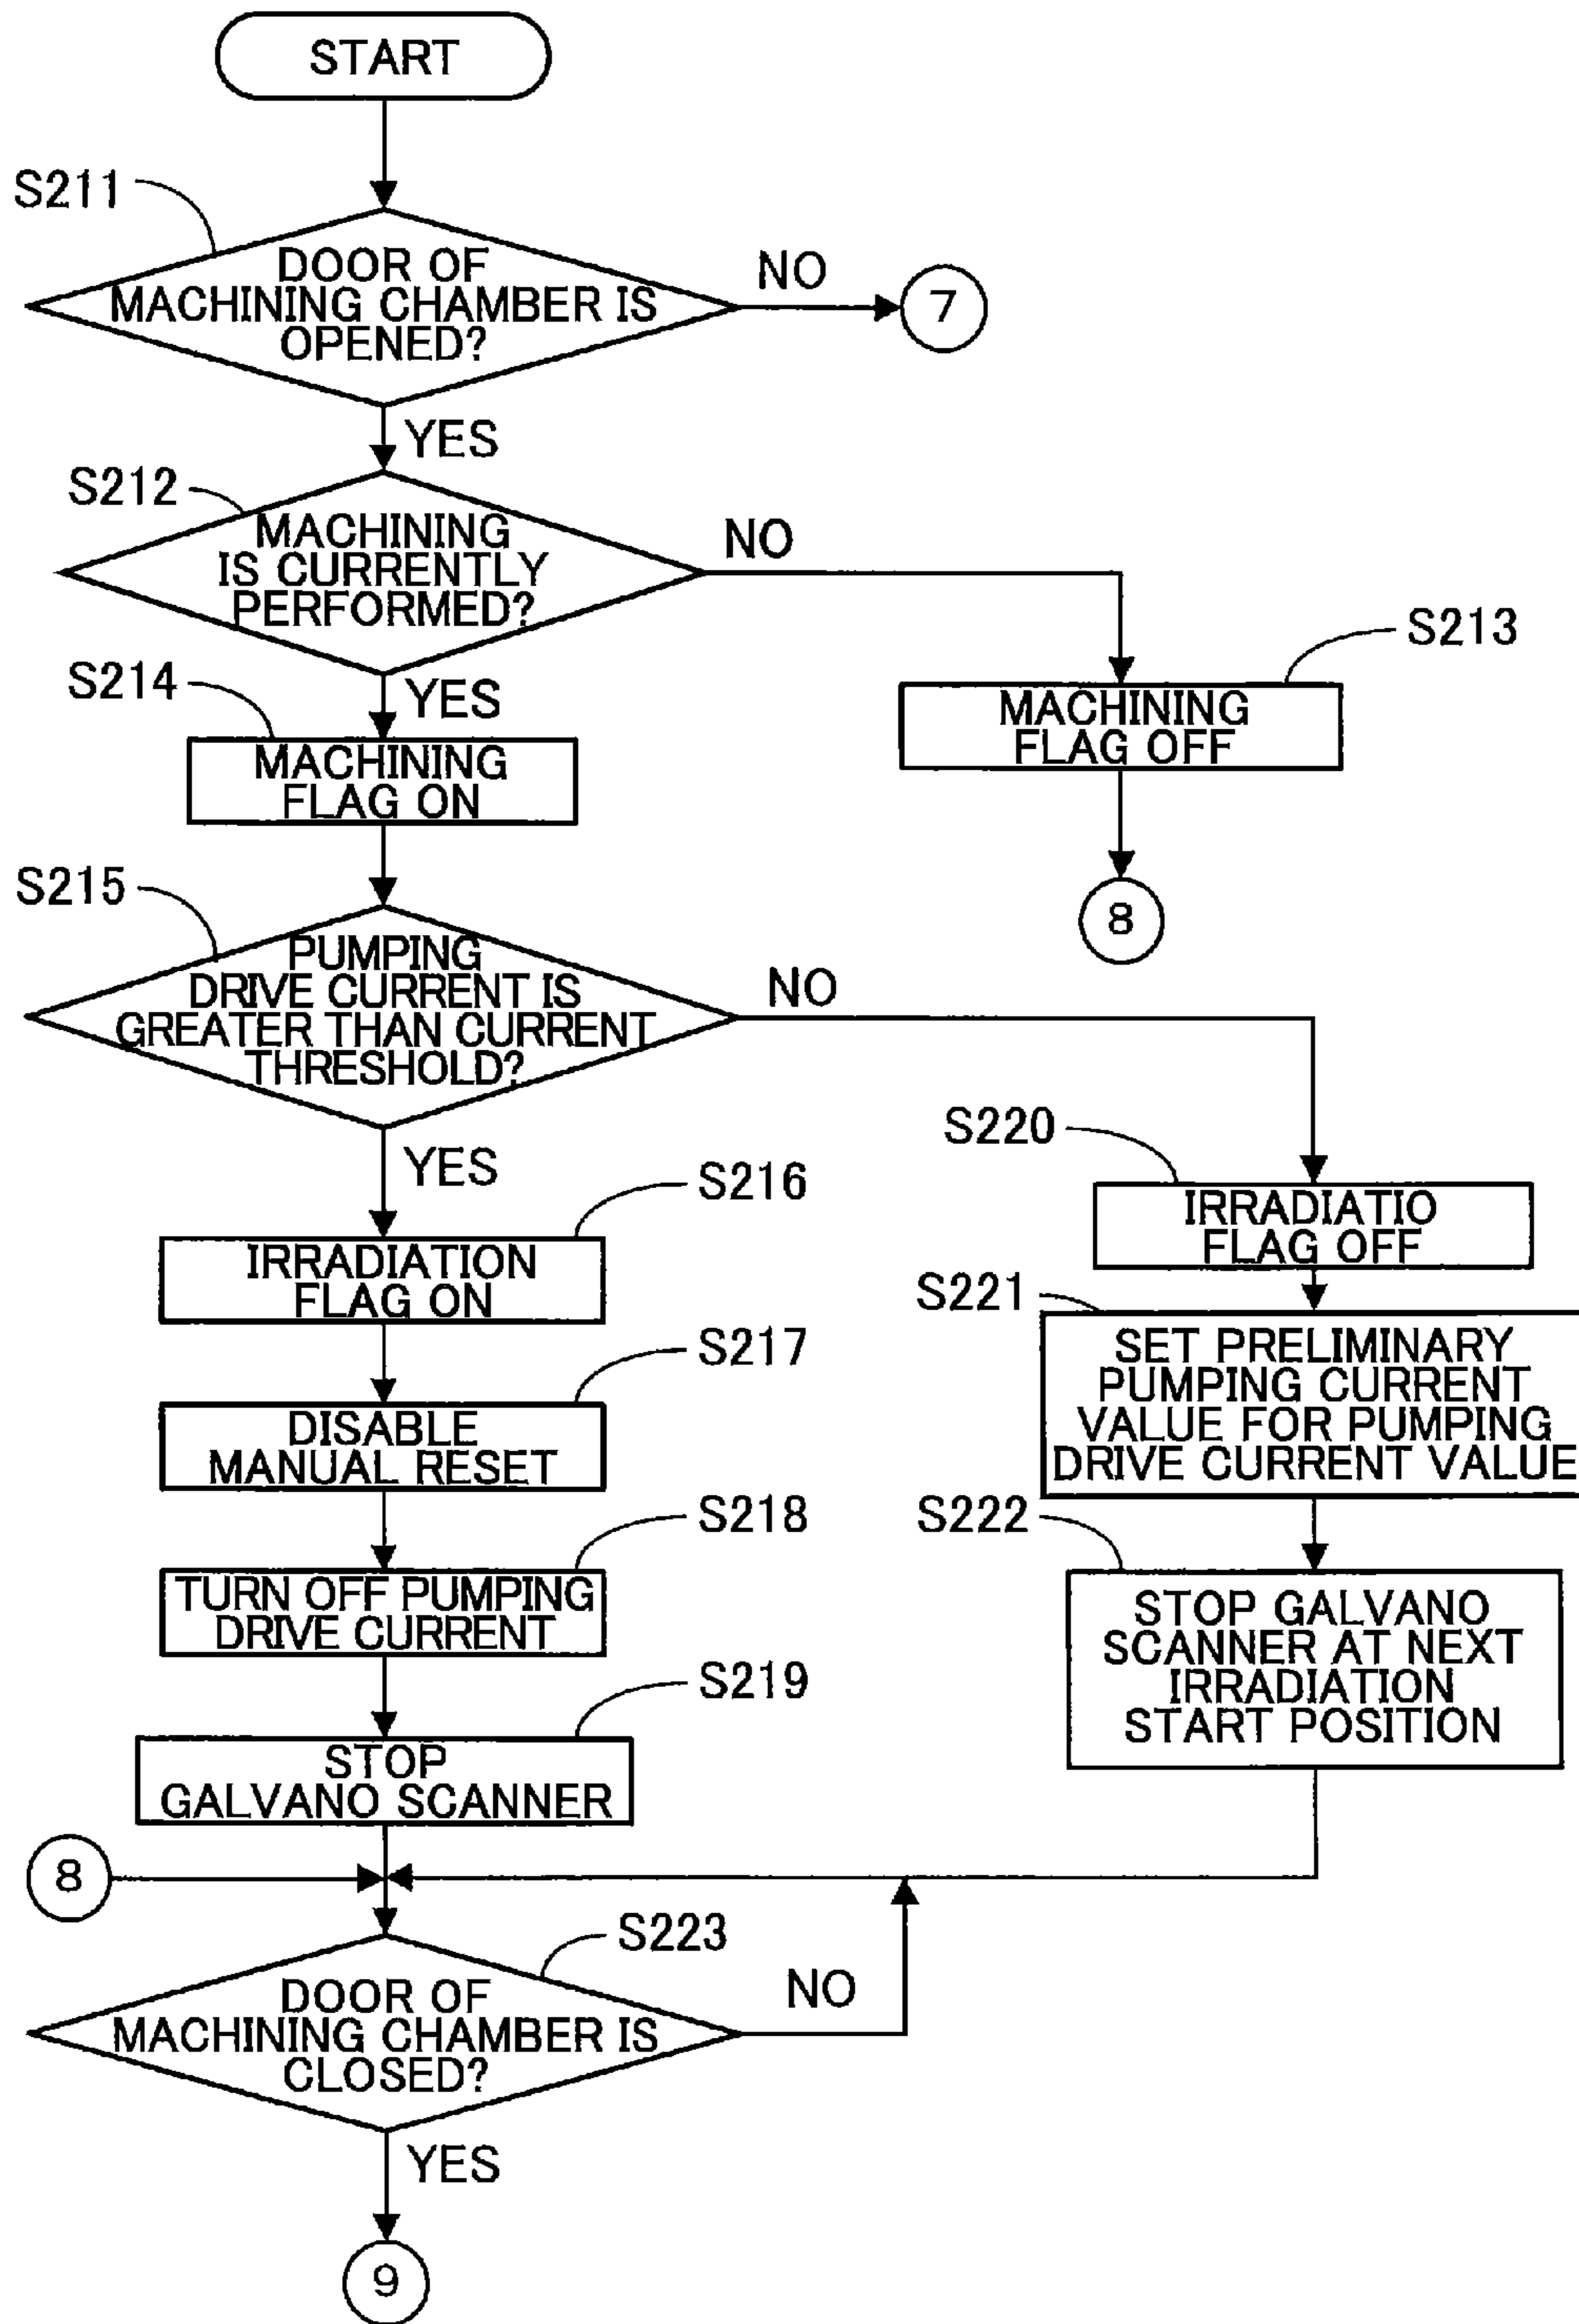 START
S211
DOOR OF
MACHINING CHAMBER IS
OPENED?
NO
7
YES
S212
MACHINING
IS CURRENTLY
PERFORMED?
NO
S213
MACHINING
FLAG OFF
8
S214
YES
MACHINING
FLAG ON
S215
PUMPING
DRIVE CURRENT IS
GREATER THAN CURRENT
THRESHOLD?
NO
YES
S220
IRRADIATIO
FLAG OFF
S216
IRRADIATION
FLAG ON
S221
SET PRELIMINARY
PUMPING CURRENT
VALUE FOR PUMPING
DRIVE CURRENT VALUE
S217
DISABLE
MANUAL RESET
S222
STOP GALVANO
SCANNER AT NEXT
IRRADIATION
START POSITION
S218
TURN OFF PUMPING
DRIVE CURRENT
S219
STOP
GALVANO SCANNER
8
S223
DOOR OF
MACHINING CHAMBER IS
CLOSED?
NO
YES
9